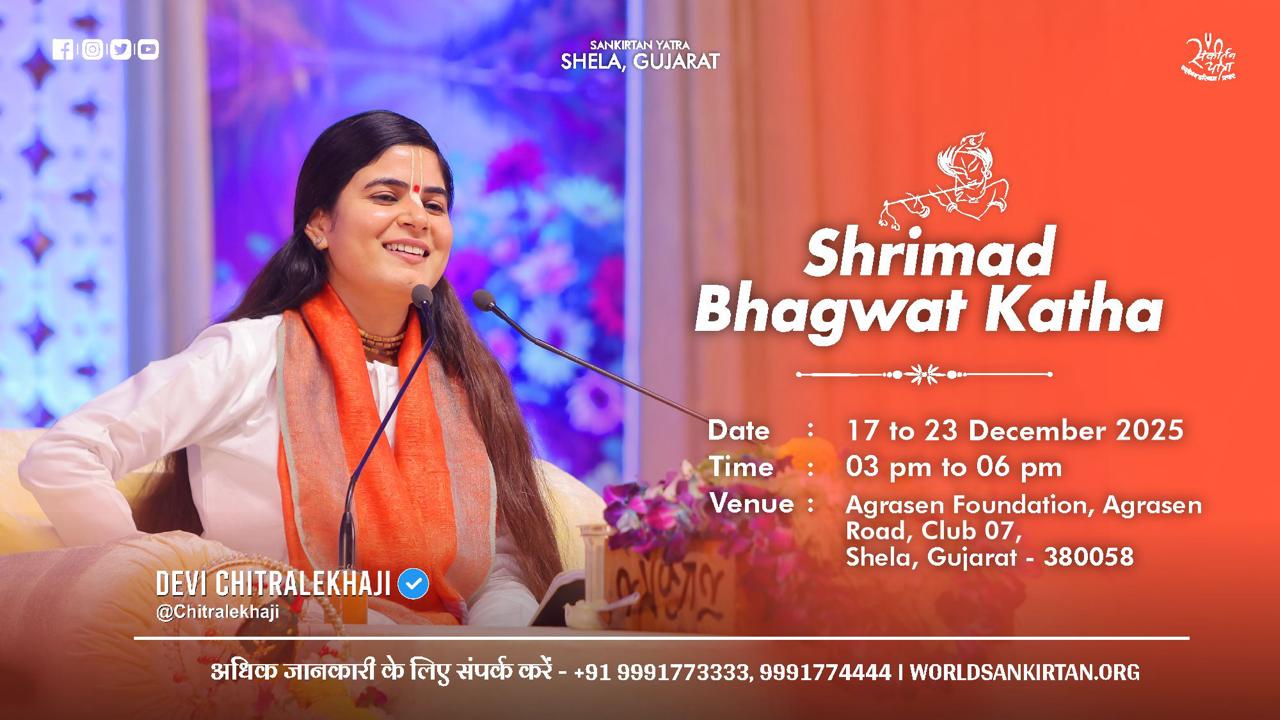 SANKIRTAN YATRA
SHELA, GUJARAT
संकीर्तन
यात्रा
Shrimad
Bhagwat Katha
Date : 17 to 23 December 2025
Time : 03 pm to 06 pm
Venue : Agrasen Foundation, Agrasen
Road, Club 07,
Shela, Gujarat - 380058
DEVI CHITRALEKHAJI
@Chitralekhaji
अधिक जानकारी के लिए संपर्क करें - +91 9991773333, 9991774444 | WORLDSANKIRTAN.ORG